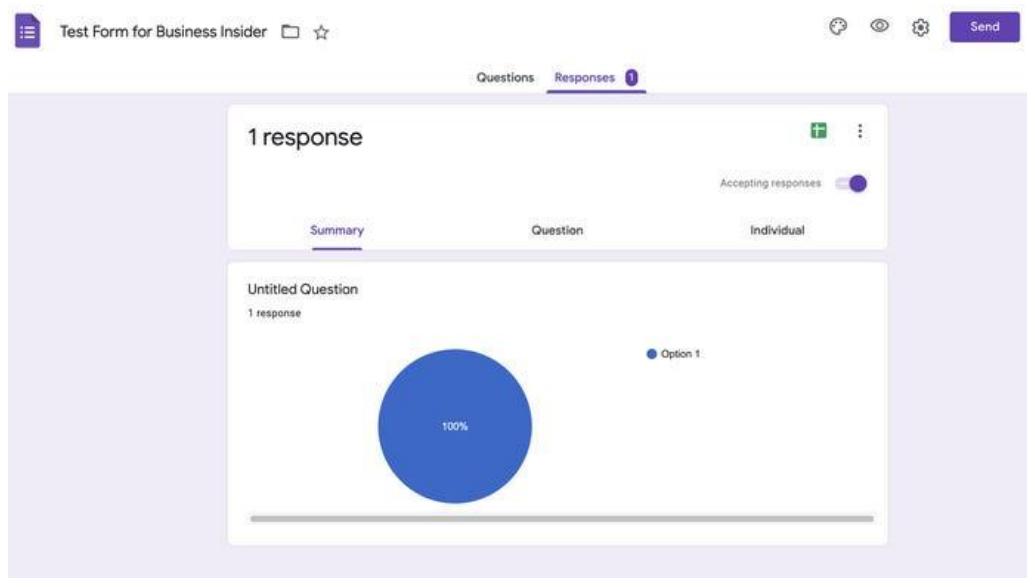 Test Form for Business Insider
Send
Questions Responses 1
1 response
Accepting responses
Summary Question Individual
Untitled Question
1 response
Option 1
100%